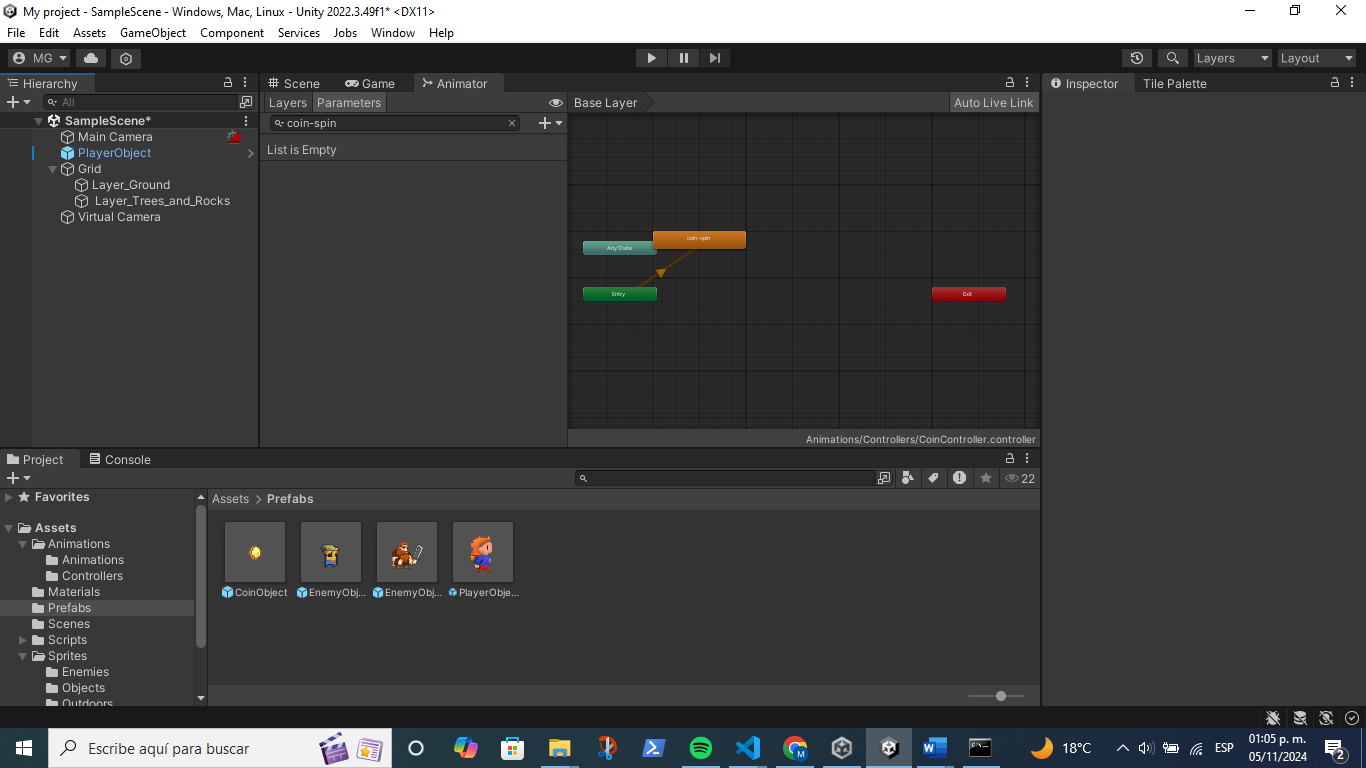 My project - SampleScene - Windows, Mac, Linux - Unity 2022.3.49f1* <DX11>
File Edit Assets GameObject Component Services Jobs Window Help
MG Layers Layout
Hierarchy Scene Game Animator Inspector Tile Palette
All Layers Parameters Base Layer Auto Live Link
SampleScene* coin-spin
Main Camera
PlayerObject List is Empty
Grid
Layer_Ground
Layer_Trees_and_Rocks
Virtual Camera
coin-spin
Any State
Entry Exit
Animations/Controllers/CoinController.controller
Project Console
22
Favorites Assets > Prefabs
Assets
Animations
Animations
Controllers
Materials
Prefabs
Scenes
Scripts
Sprites
Enemies
Objects
Outdoors
CoinObject EnemyObj... EnemyObj... PlayerObje...
Escribe aquí para buscar 18°C ESP 01:05 p. m.
05/11/2024 2